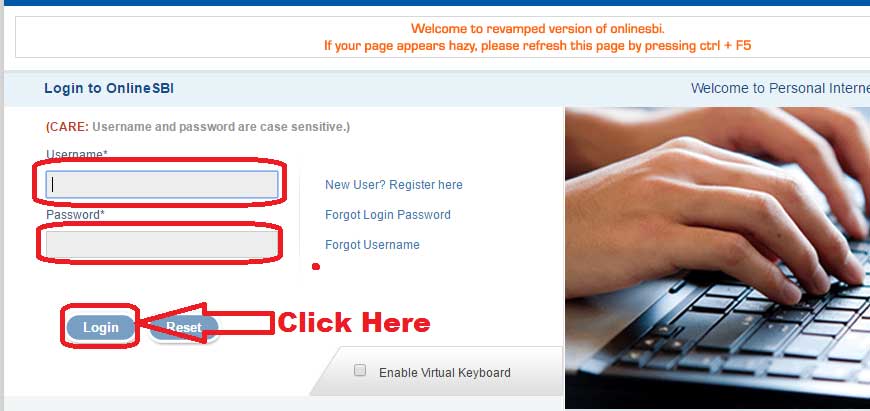 Welcome to revamped version of onlinesbi.
If your page appears hazy, please refresh this page by pressing ctrl + F5
Login to OnlineSBI
Welcome to Personal Interne
(CARE: Username and password are case sensitive.)
Username*
New User? Register here
Password*
Forgot Login Password
Forgot Username
Login
Reset
Click Here
Enable Virtual Keyboard